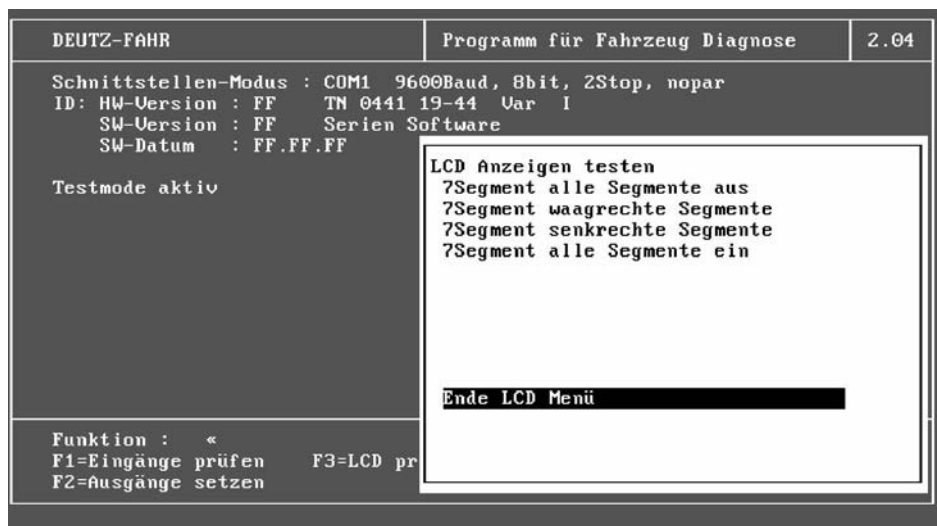 DEUTZ-FAHR
Programm für Fahrzeug Diagnose
2.04
Schnittstellen-Modus : COM1 9600Baud, 8bit, 2Stop, nopar
ID: HW-Version : FF TN 0441 19-44 Var I
SW-Version : FF Serien Software
SW-Datum : FF.FF.FF
Testmode aktiv
LCD Anzeigen testen
7Segment alle Segmente aus
7Segment waagrechte Segmente
7Segment senkrechte Segmente
7Segment alle Segmente ein
Ende LCD Menü
Funktion : «
F1=Eingänge prüfen F3=LCD pr
F2=Ausgänge setzen